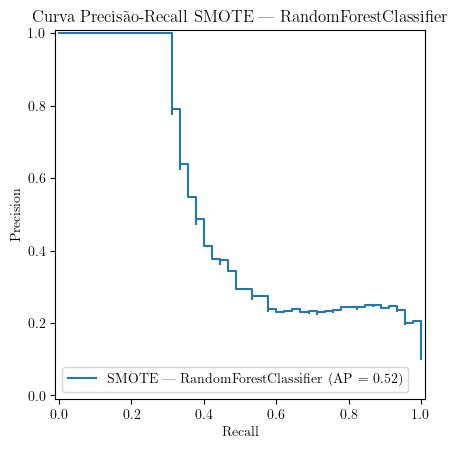 Curva Precisão-Recall SMOTE — RandomForestClassifier
1.0
0.8
0.6
0.4
0.2
0.0
Precision
SMOTE — RandomForestClassifier (AP = 0.52)
0.0 0.2 0.4 0.6 0.8 1.0
Recall